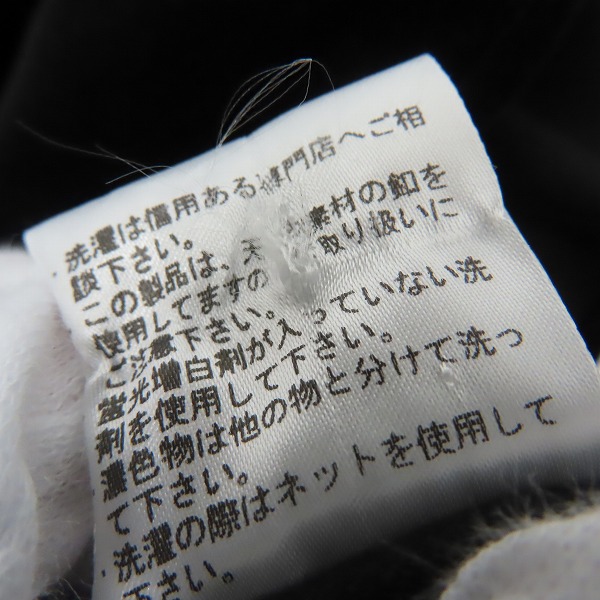 洗濯は信用ある専門店へご相
談下さい。
この製品は、天 素材の釦を
使用してますの 取り扱いに
ご注意下さい。
蛍光増白剤が入っていない洗
剤を使用して下さい。
濃色物は他の物と分けて洗っ
て下さい。
洗濯の際はネットを使用して
下さい。